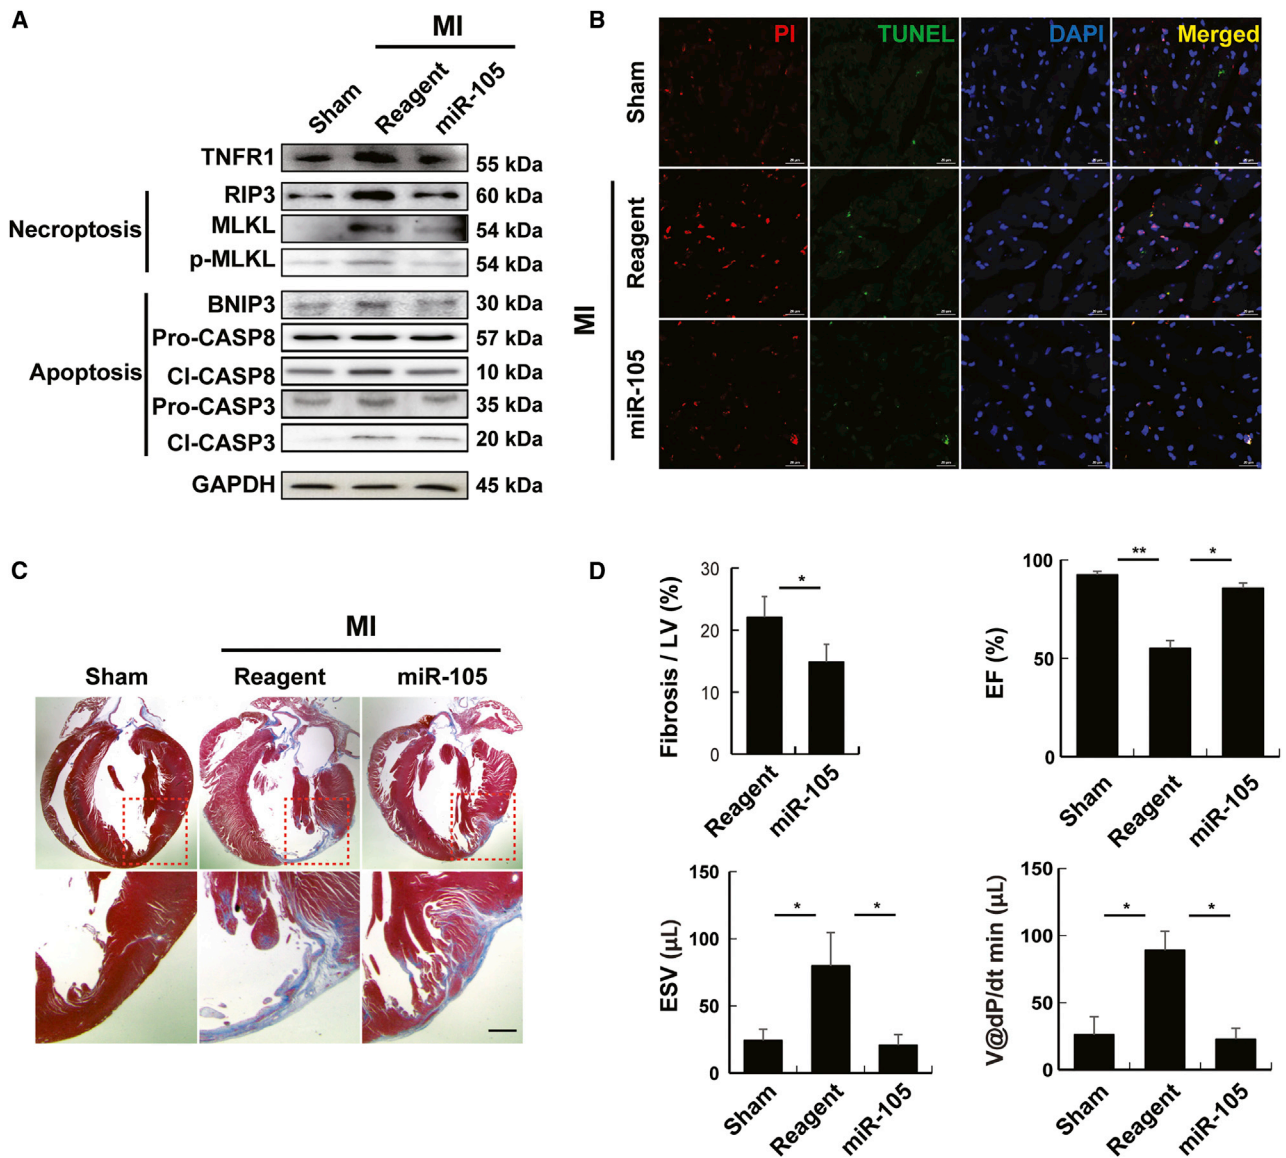 A
MI
Sham
Reagent
miR-105
TNFR1
55 kDa
Necroptosis
RIP3
60 kDa
MLKL
54 kDa
p-MLKL
54 kDa
Apoptosis
BNIP3
30 kDa
Pro-CASP8
57 kDa
Cl-CASP8
10 kDa
Pro-CASP3
35 kDa
Cl-CASP3
20 kDa
GAPDH
45 kDa
B
PI
TUNEL
DAPI
Merged
Sham
MI
Reagent
miR-105
C
MI
Sham
Reagent
miR-105
D
Fibrosis / LV (%)
30
20
10
0
*
Reagent
miR-105
EF (%)
100
50
0
**
*
Sham
Reagent
miR-105
ESV (µL)
150
100
50
0
*
*
Sham
Reagent
miR-105
V@dP/dt min (µL)
150
100
50
0
*
*
Sham
Reagent
miR-105